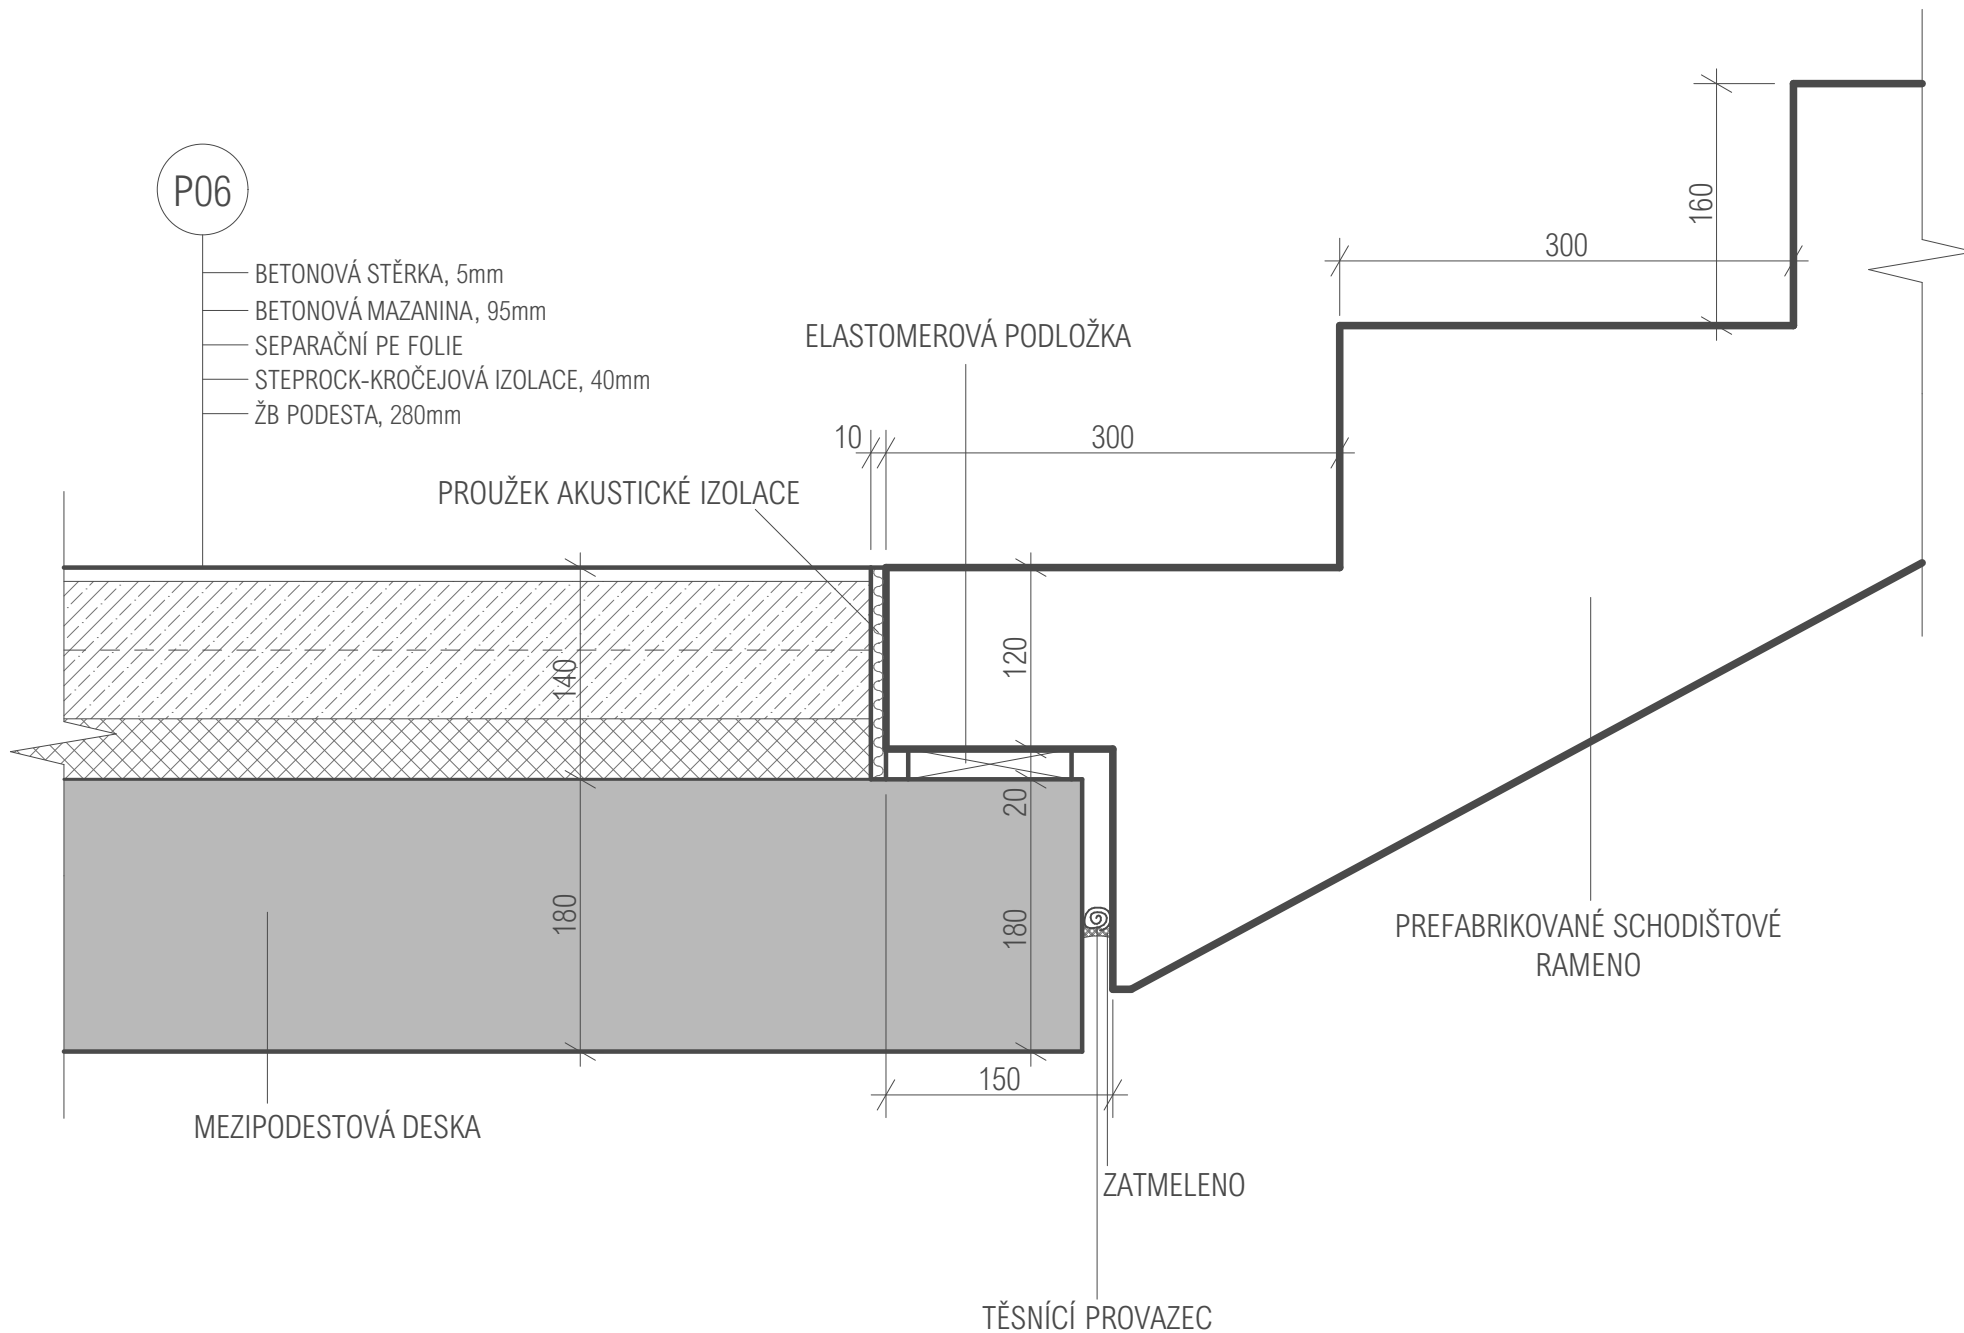 160
P06
300
BETONOVÁ STĚRKA, 5mm
BETONOVÁ MAZANINA, 95mm
SEPARAČNÍ PE FOLIE
STEPROCK-KROČEJOVÁ IZOLACE, 40mm
ŽB PODESTA, 280mm
ELASTOMEROVÁ PODLOŽKA
10
300
PROUŽEK AKUSTICKÉ IZOLACE
140
120
20
180
180
PREFABRIKOVANÉ SCHODIŠTOVÉ
RAMENO
150
MEZIPODESTOVÁ DESKA
ZATMELENO
TĚSNÍCÍ PROVAZEC